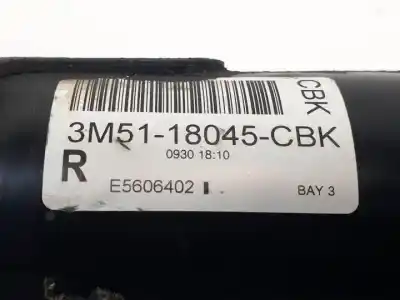 CBK
3M51-18045-CBK
0930 18:10
R
E5606402 I
BAY 3